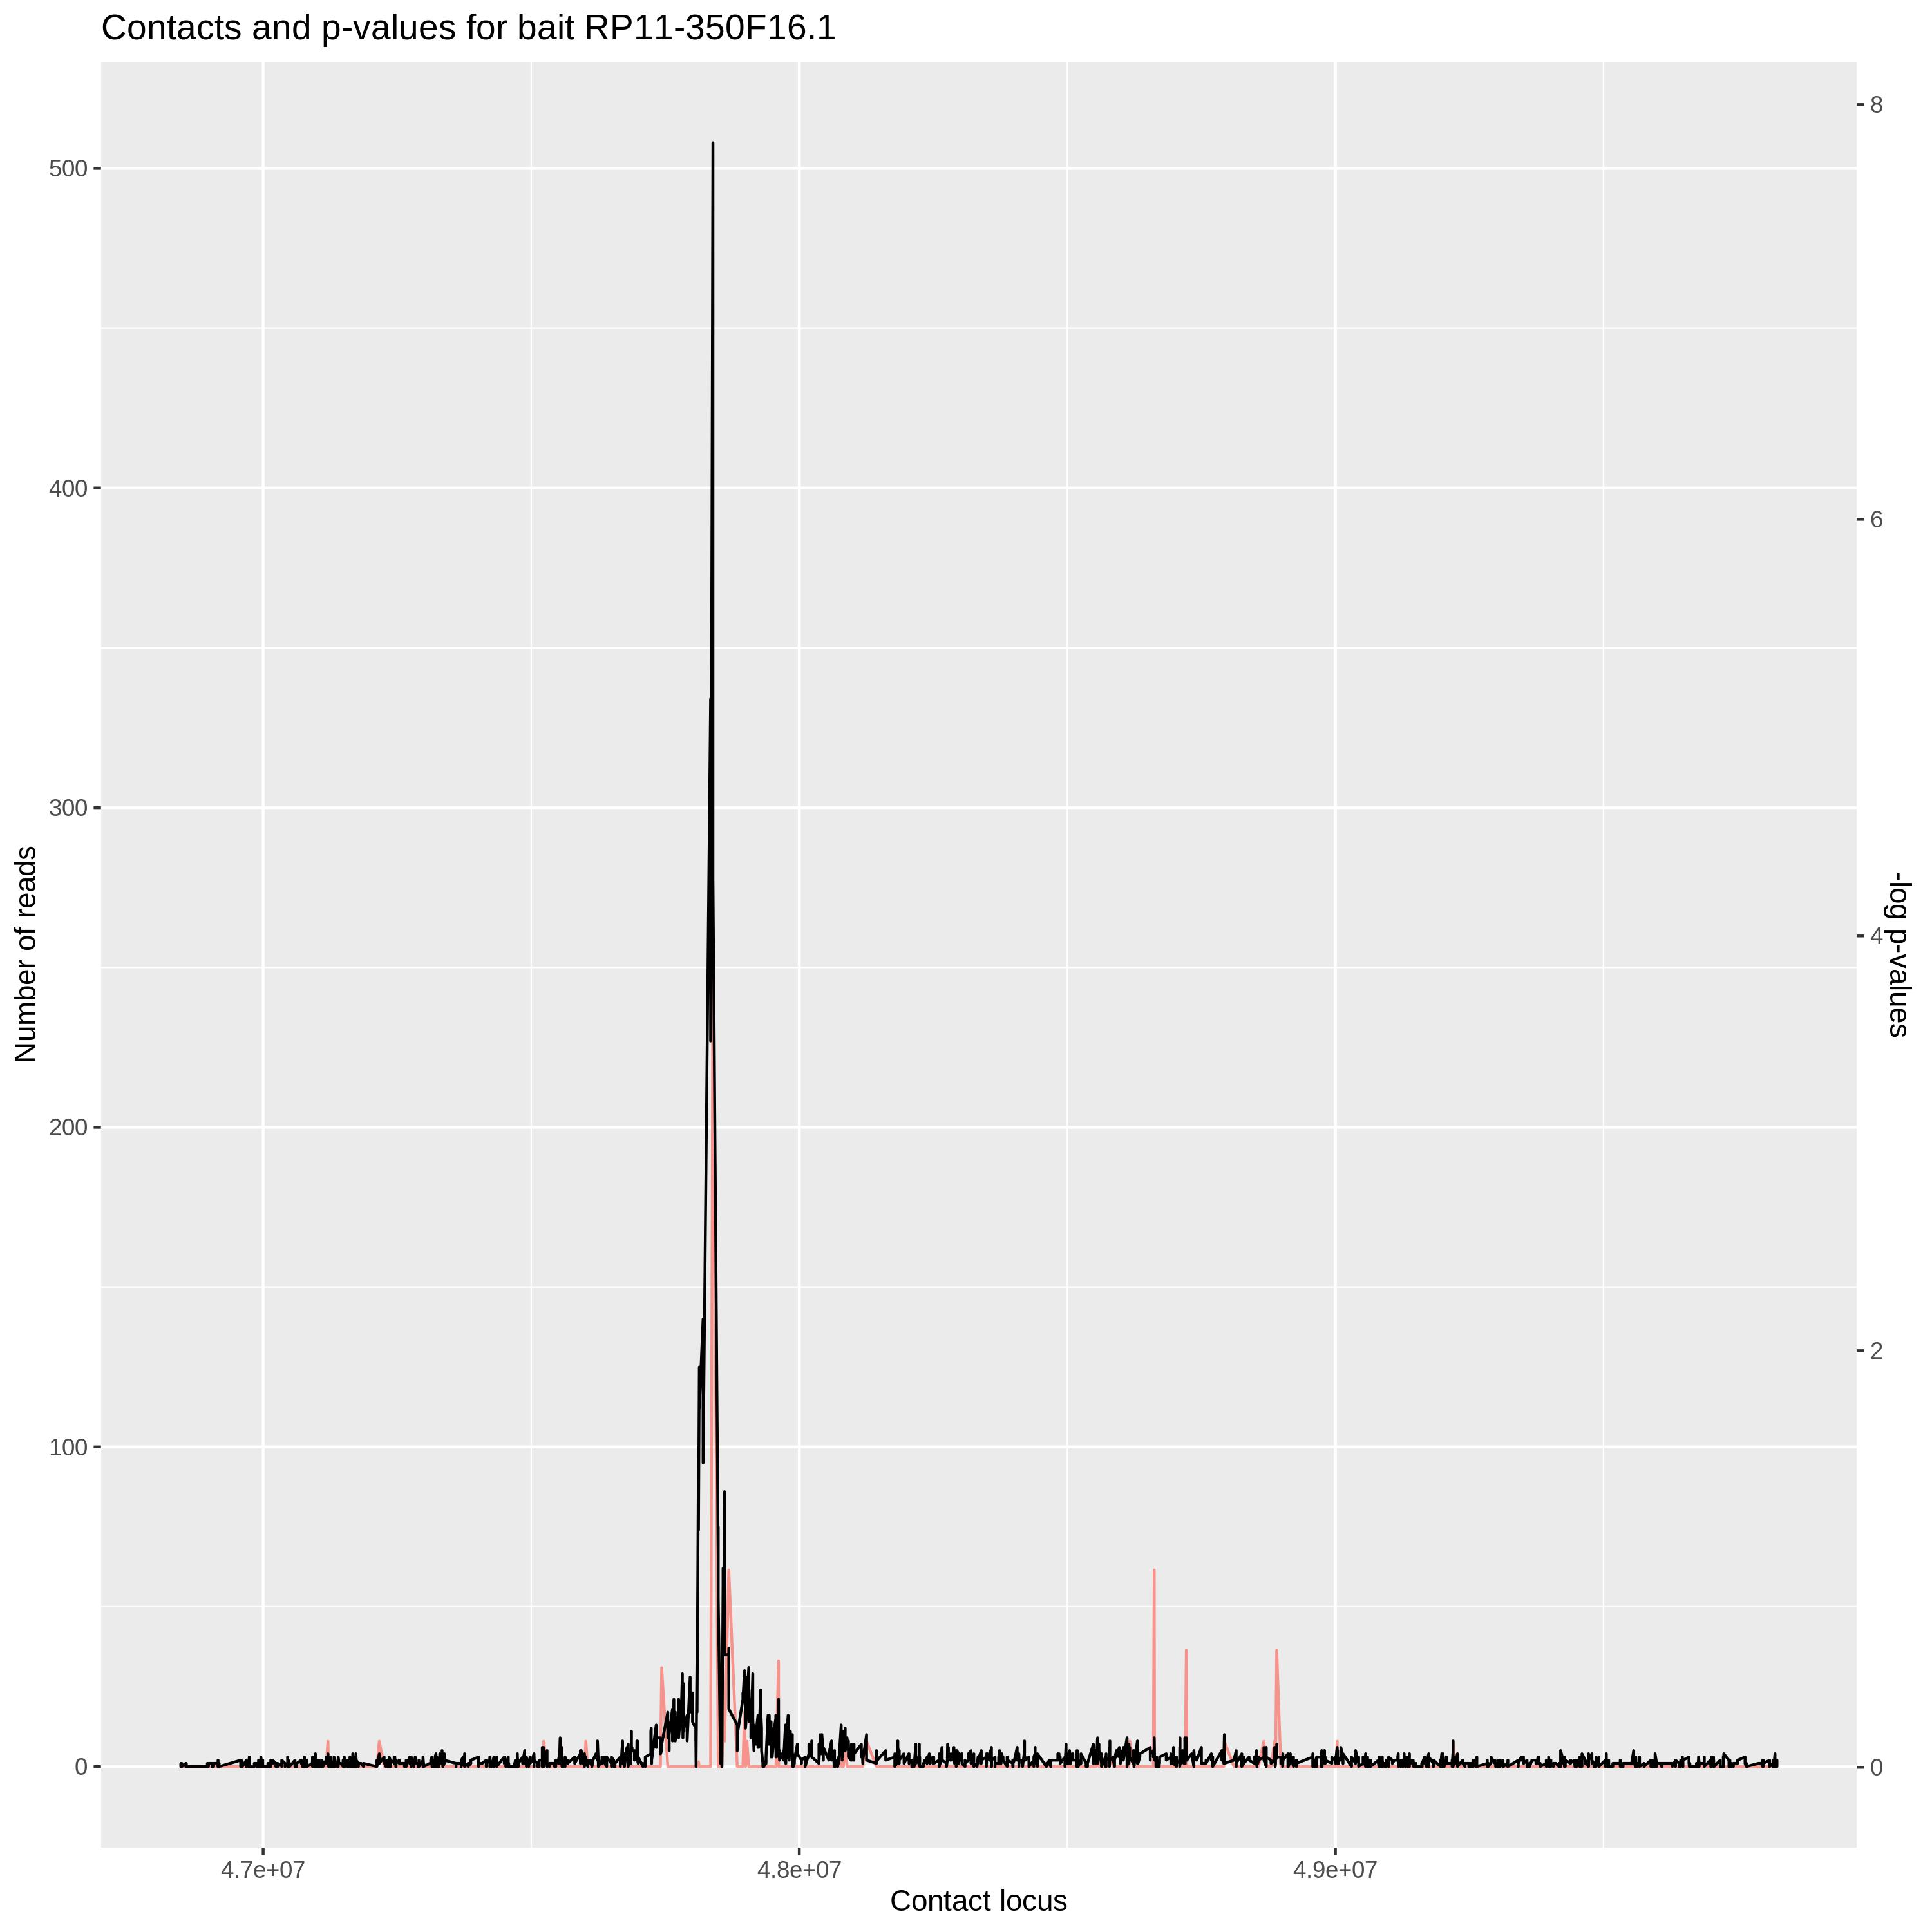 Contacts and p-values for bait RP11-350F16.1
8
500
400
6
300
Number of reads
4
-log p-values
200
2
100
0
0
4.7e+07
4.8e+07
4.9e+07
Contact locus